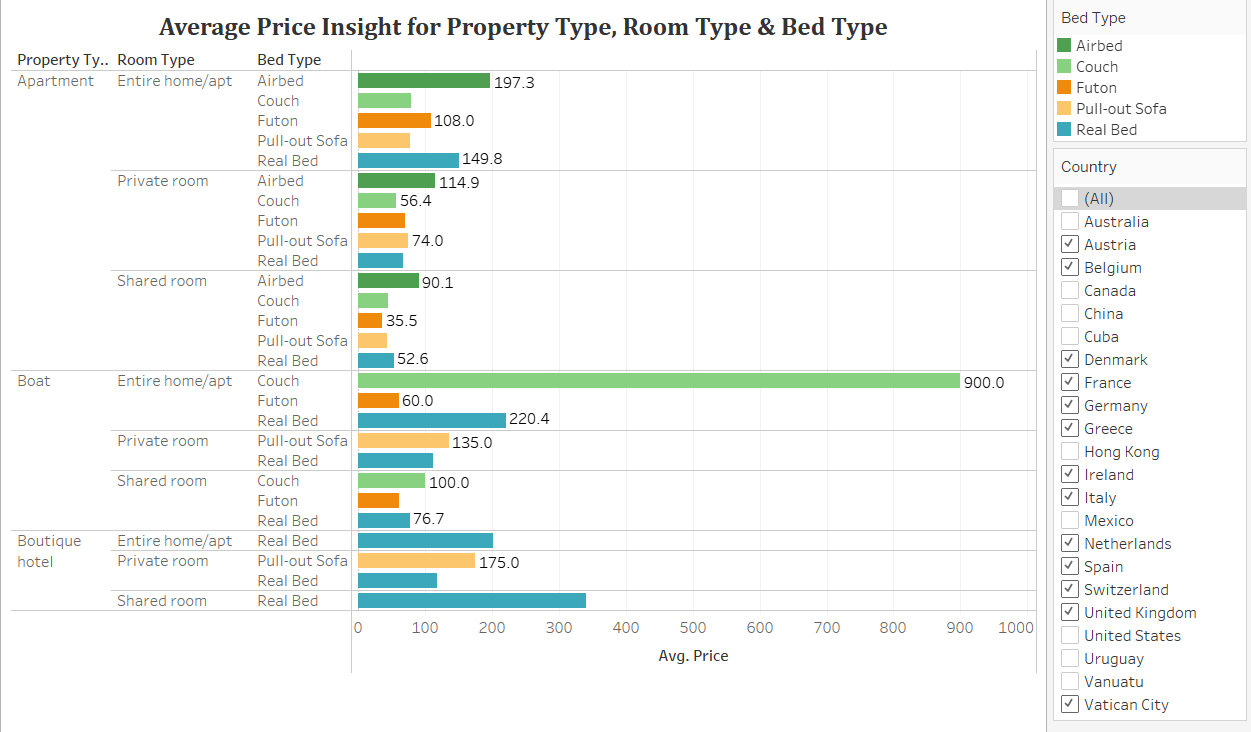 Average Price Insight for Property Type, Room Type & Bed Type
Property Ty.. Room Type Bed Type
Apartment Entire home/apt Airbed 197.3
Couch
Futon 108.0
Pull-out Sofa
Real Bed 149.8
Private room Airbed 114.9
Couch 56.4
Futon
Pull-out Sofa 74.0
Real Bed
Shared room Airbed 90.1
Couch
Futon 35.5
Pull-out Sofa
Real Bed 52.6
Boat Entire home/apt Couch 900.0
Futon 60.0
Real Bed 220.4
Private room Pull-out Sofa 135.0
Real Bed
Shared room Couch 100.0
Futon
Real Bed 76.7
Boutique Entire home/apt Real Bed
hotel Private room Pull-out Sofa 175.0
Real Bed
Shared room Real Bed
0 100 200 300 400 500 600 700 800 900 1000
Avg. Price
Bed Type
Airbed
Couch
Futon
Pull-out Sofa
Real Bed
Country
(All)
Australia
Austria
Belgium
Canada
China
Cuba
Denmark
France
Germany
Greece
Hong Kong
Ireland
Italy
Mexico
Netherlands
Spain
Switzerland
United Kingdom
United States
Uruguay
Vanuatu
Vatican City